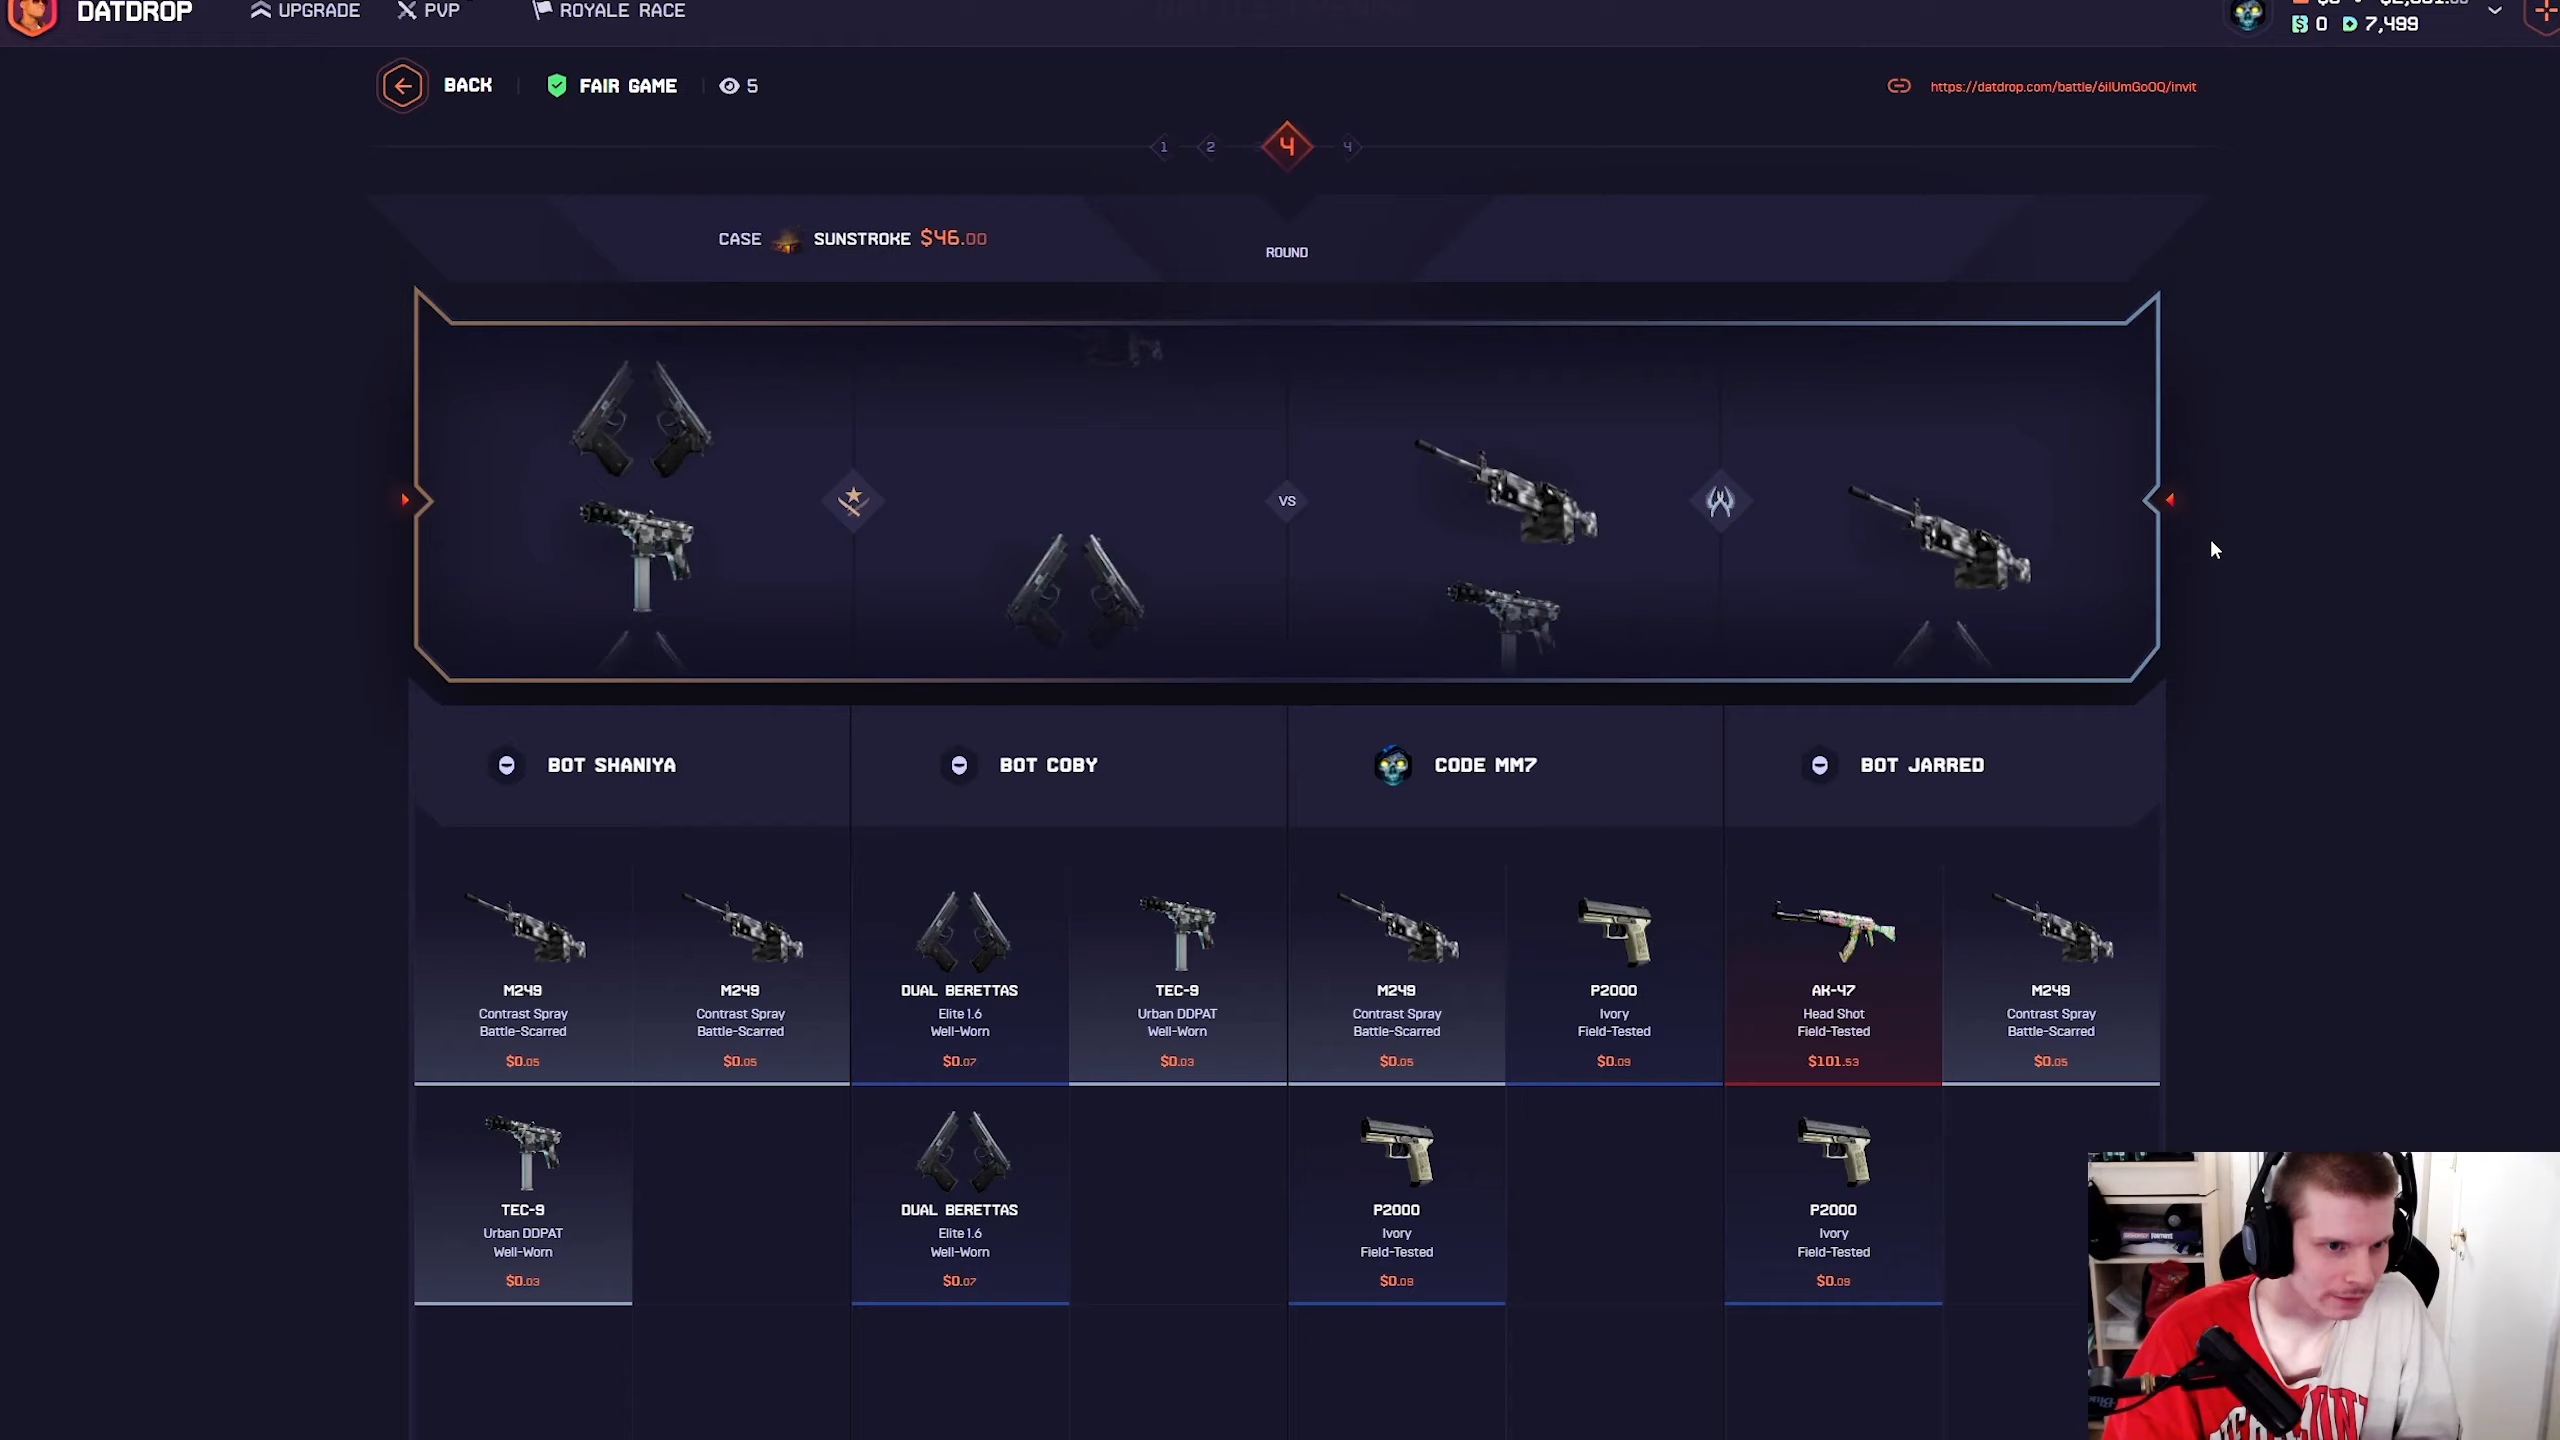 DATDROP
UPGRADE
PVP
ROYALE RACE
0 7,499
BACK
FAIR GAME
5
https://datdrop.com/battle/6ilUmGoOQ/invit
1
2
4
4
CASE SUNSTROKE $46.00
ROUND
VS
BOT SHANIYA
BOT COBY
CODE MM7
BOT JARRED
M249
Contrast Spray
Battle-Scarred
$0.05
M249
Contrast Spray
Battle-Scarred
$0.05
DUAL BERETTAS
Elite 1.6
Well-Worn
$0.07
TEC-9
Urban DDPAT
Well-Worn
$0.03
M249
Contrast Spray
Battle-Scarred
$0.05
P2000
Ivory
Field-Tested
$0.09
AK-47
Head Shot
Field-Tested
$101.53
M249
Contrast Spray
Battle-Scarred
$0.05
TEC-9
Urban DDPAT
Well-Worn
$0.03
DUAL BERETTAS
Elite 1.6
Well-Worn
$0.07
P2000
Ivory
Field-Tested
$0.09
P2000
Ivory
Field-Tested
$0.09